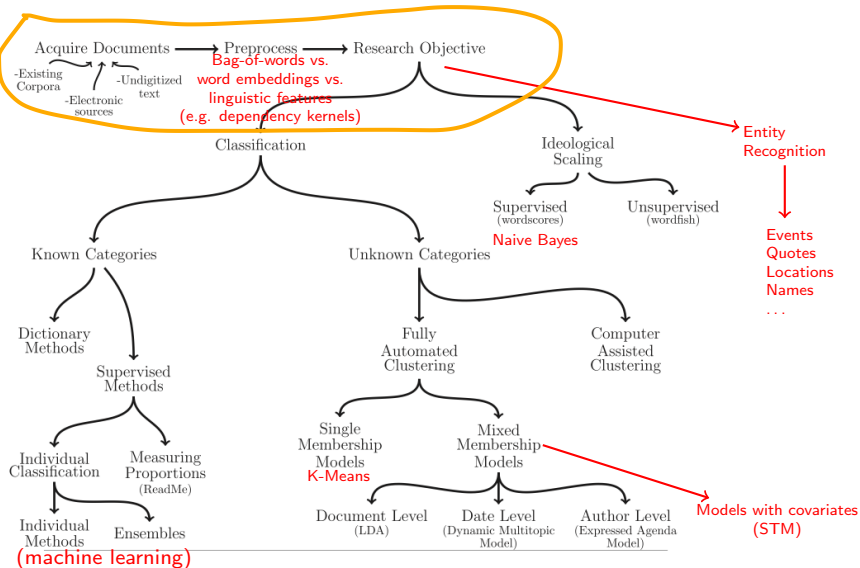 Acquire Documents
Preprocess
Research Objective
-Existing
Corpora
-Electronic
sources
-Undigitized
text
Bag-of-words vs.
word embeddings vs.
linguistic features
(e.g. dependency kernels)
Classification
Ideological
Scaling
Entity
Recognition
Supervised
(wordscores)
Naive Bayes
Unsupervised
(wordfish)
Events
Quotes
Locations
Names
. . .
Known Categories
Unknown Categories
Dictionary
Methods
Supervised
Methods
Fully
Automated
Clustering
Computer
Assisted
Clustering
Individual
Classification
Measuring
Proportions
(ReadMe)
Single
Membership
Models
K-Means
Mixed
Membership
Models
Individual
Methods
(machine learning)
Ensembles
Document Level
(LDA)
Date Level
(Dynamic Multitopic
Model)
Author Level
(Expressed Agenda
Model)
Models with covariates
(STM)